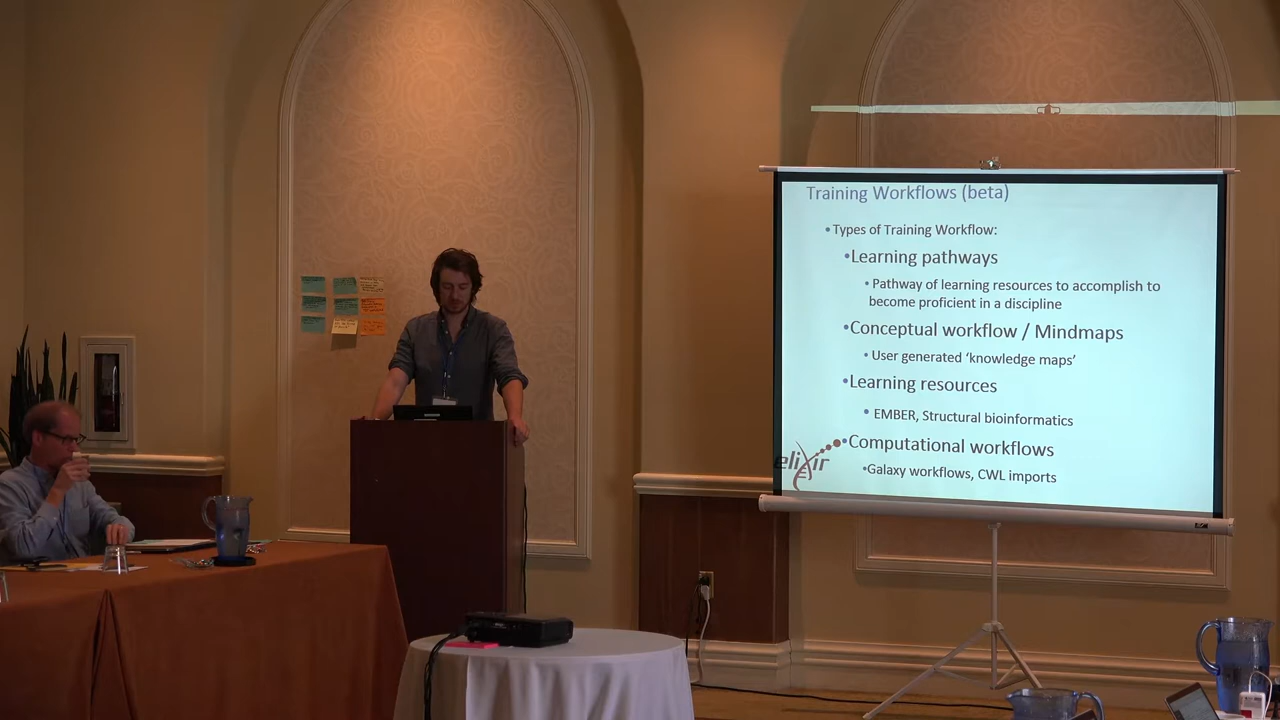 Training Workflows (beta)
•Types of Training Workflow:
•Learning pathways
•Pathway of learning resources to accomplish to
become proficient in a discipline
•Conceptual workflow / Mindmaps
•User generated ‘knowledge maps’
•Learning resources
•EMBER, Structural bioinformatics
•Computational workflows
•Galaxy workflows, CWL imports
elixir